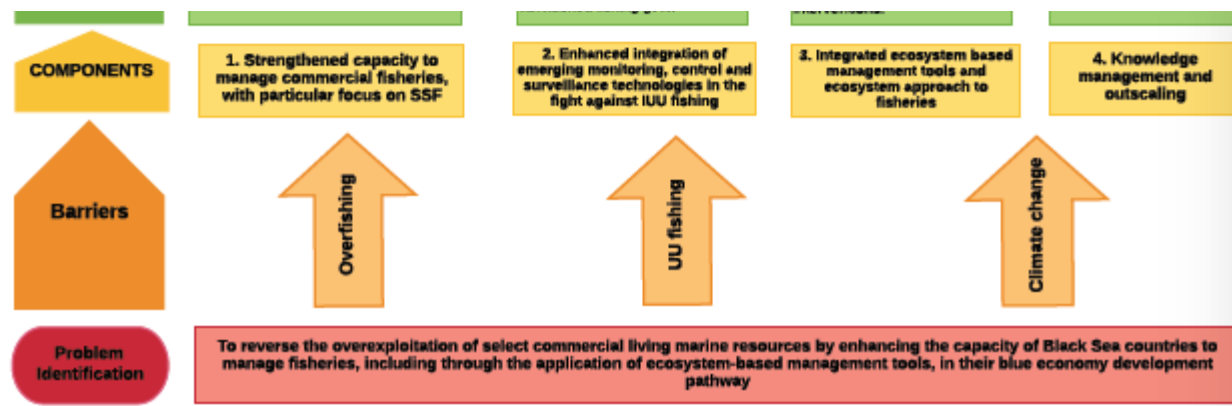 COMPONENTS
1. Strengthened capacity to
manage commercial fisheries,
with particular focus on SSF
2. Enhanced integration of
emerging monitoring, control and
surveillance technologies in the
fight against IUU fishing
3. Integrated ecosystem based
management tools and
ecosystem approach to
fisheries
4. Knowledge
management and
outscaling
Barriers
Overfishing
UU fishing
Climate change
Problem
Identification
To reverse the overexploitation of select commercial living marine resources by enhancing the capacity of Black Sea countries to
manage fisheries, including through the application of ecosystem-based management tools, in their blue economy development
pathway